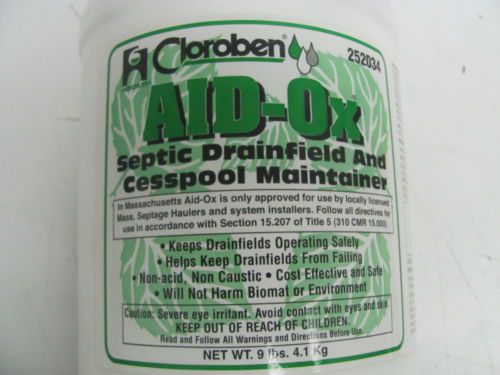 Cloroben®
252034
AID-Ox
Septic Drainfield And
Cesspool Maintainer
In Massachusetts Aid-Ox is only approved for use by locally licensed
Mass. Septage Haulers and system installers. Follow all directives for
use in accordance with Section 15.207 of Title 5 (310 CMR 15.000)
• Keeps Drainfields Operating Safely
• Helps Keep Drainfields From Failing
• Non-acid, Non Caustic • Cost Effective and Safe
• Will Not Harm Biomat or Environment
Caution: Severe eye irritant. Avoid contact with eyes and skin.
KEEP OUT OF REACH OF CHILDREN.
Read and Follow All Warnings and Directions Before Use.
NET WT. 9 lbs. 4.1 Kg